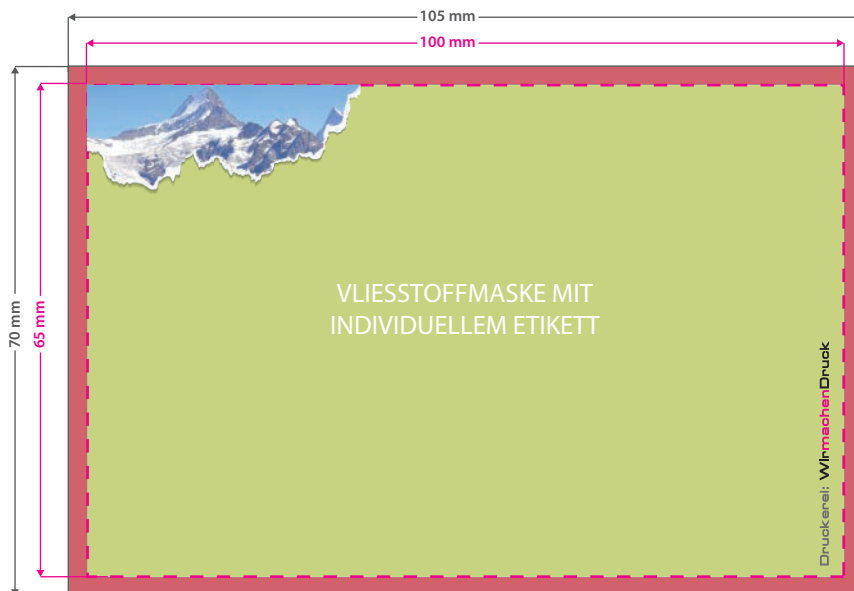 105 mm
100 mm
70 mm
65 mm
VLIESSTOFFMASKE MIT
INDIVIDUELLEM ETIKETT
Druckerei: WIrmachenDruck